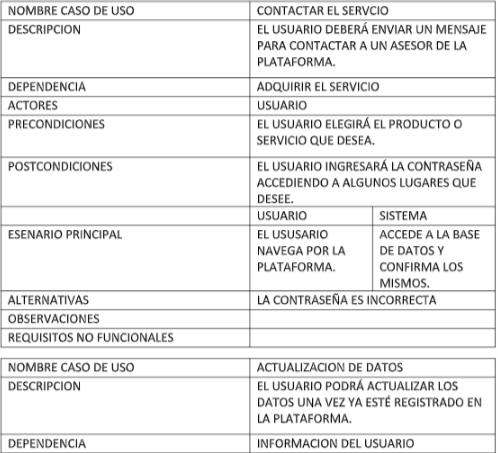 NOMBRE CASO DE USO CONTACTAR EL SERVCIO
DESCRIPCION EL USUARIO DEBERÁ ENVIAR UN MENSAJE
PARA CONTACTAR A UN ASESOR DE LA
PLATAFORMA.
DEPENDENCIA ADQUIRIR EL SERVICIO
ACTORES USUARIO
PRECONDICIONES EL USUARIO ELEGIRÁ EL PRODUCTO O
SERVICIO QUE DESEA.
POSTCONDICIONES EL USUARIO INGRESARÁ LA CONTRASEÑA
ACCEDIENDO A ALGUNOS LUGARES QUE
DESEE.
USUARIO SISTEMA
ESENARIO PRINCIPAL EL USUSARIO ACCEDE A LA BASE
NAVEGA POR LA DE DATOS Y
PLATAFORMA. CONFIRMA LOS
MISMOS.
ALTERNATIVAS LA CONTRASEÑA ES INCORRECTA
OBSERVACIONES
REQUISITOS NO FUNCIONALES
NOMBRE CASO DE USO ACTUALIZACION DE DATOS
DESCRIPCION EL USUARIO PODRÁ ACTUALIZAR LOS
DATOS UNA VEZ YA ESTÉ REGISTRADO EN
LA PLATAFORMA.
DEPENDENCIA INFORMACION DEL USUARIO